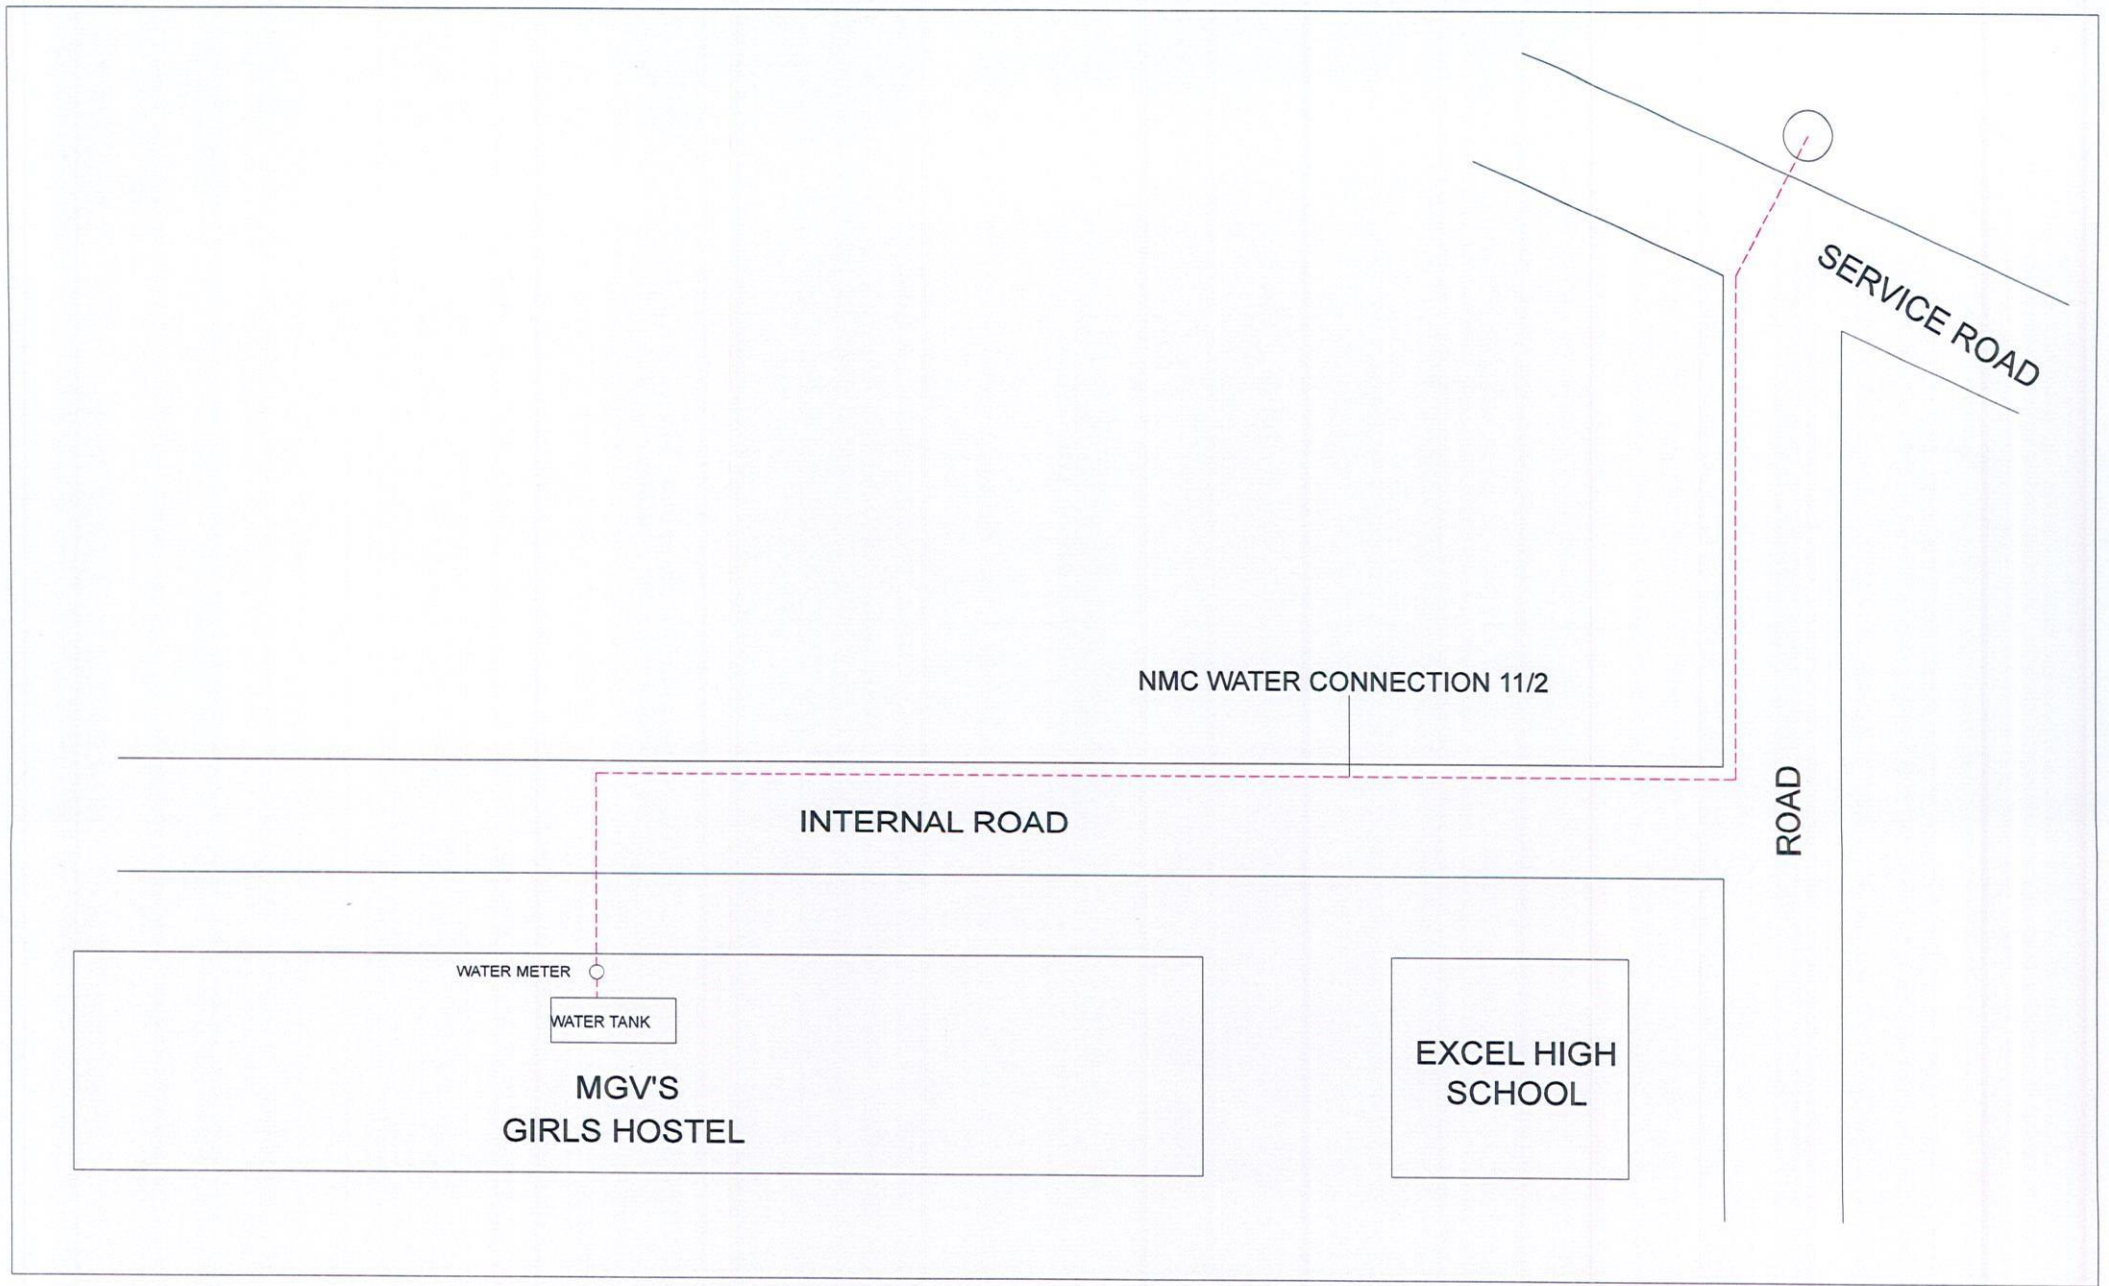 SERVICE ROAD
NMC WATER CONNECTION 11/2
INTERNAL ROAD
ROAD
WATER METER
WATER TANK
MGV'S
GIRLS HOSTEL
EXCEL HIGH
SCHOOL